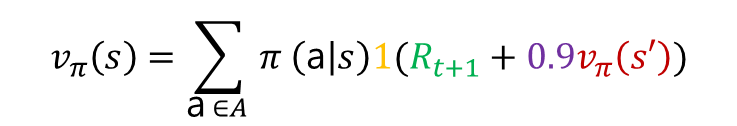 v_π(s) = ∑_{a ∈A} π (a|s)1(R_{t+1} + 0.9v_π(s′))